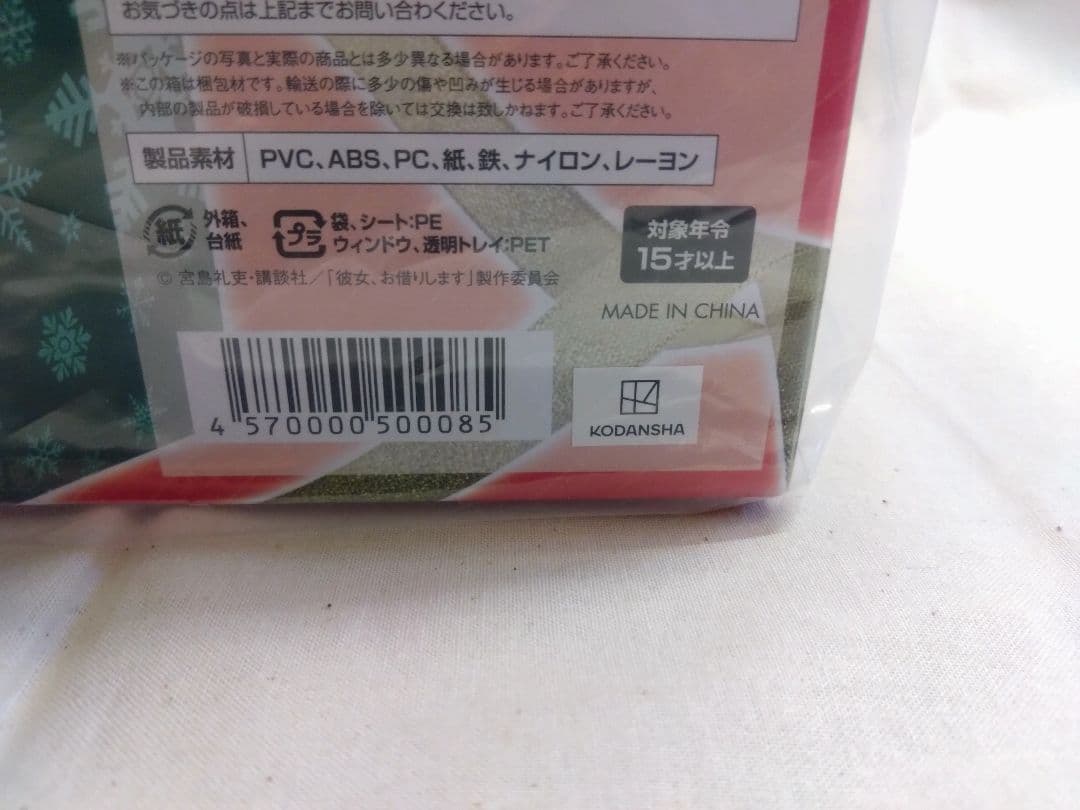 お気づきの点は上記までお問い合わせください。
※パッケージの写真と実際の商品とは多少異なる場合があります。ご了承ください。
※この箱は梱包材です。輸送の際に多少の傷や凹みが生じる場合がありますが、
内部の製品が破損している場合を除いては交換は致しかねます。ご了承ください。
製品素材 PVC、ABS、PC、紙、鉄、ナイロン、レーヨン
紙 外箱、
台紙
プラ 袋、シート:PE
ウィンドウ、透明トレイ:PET
対象年令
15才以上
© 宮島礼吏・講談社／「彼女、お借りします」製作委員会
MADE IN CHINA
4 570000 500085
KODANSHA